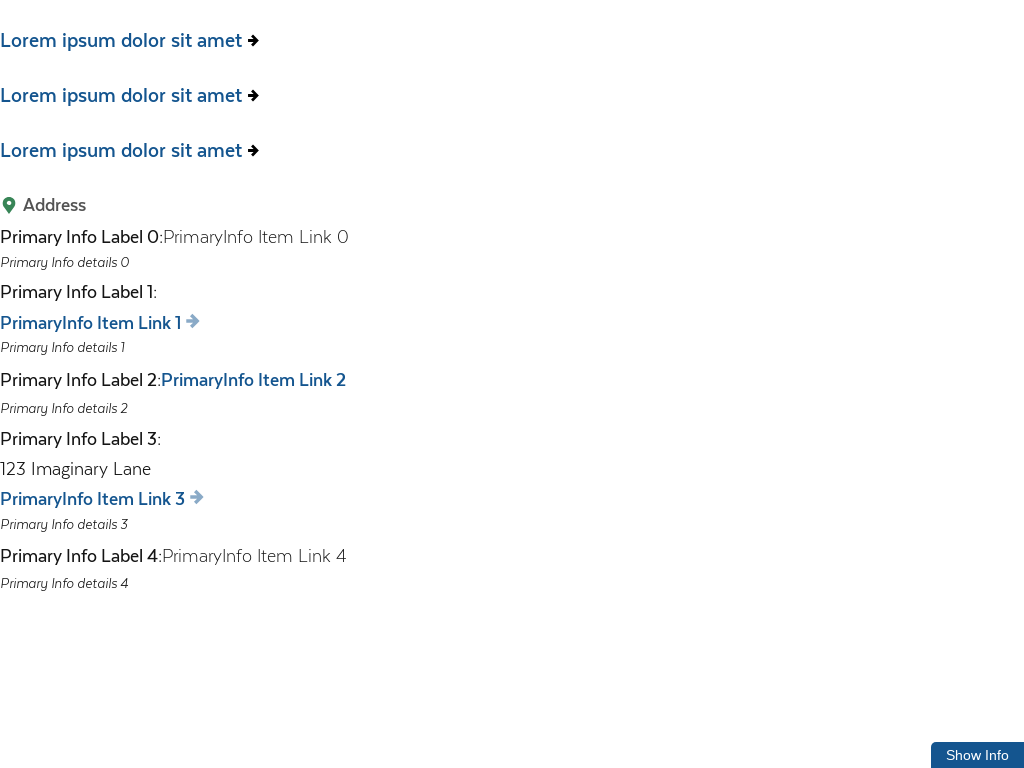 Lorem ipsum dolor sit amet
Lorem ipsum dolor sit amet
Lorem ipsum dolor sit amet
Address
Primary Info Label 0:PrimaryInfo Item Link 0
Primary Info details 0
Primary Info Label 1:
PrimaryInfo Item Link 1
Primary Info details 1
Primary Info Label 2:PrimaryInfo Item Link 2
Primary Info details 2
Primary Info Label 3:
123 Imaginary Lane
PrimaryInfo Item Link 3
Primary Info details 3
Primary Info Label 4:PrimaryInfo Item Link 4
Primary Info details 4
Show Info